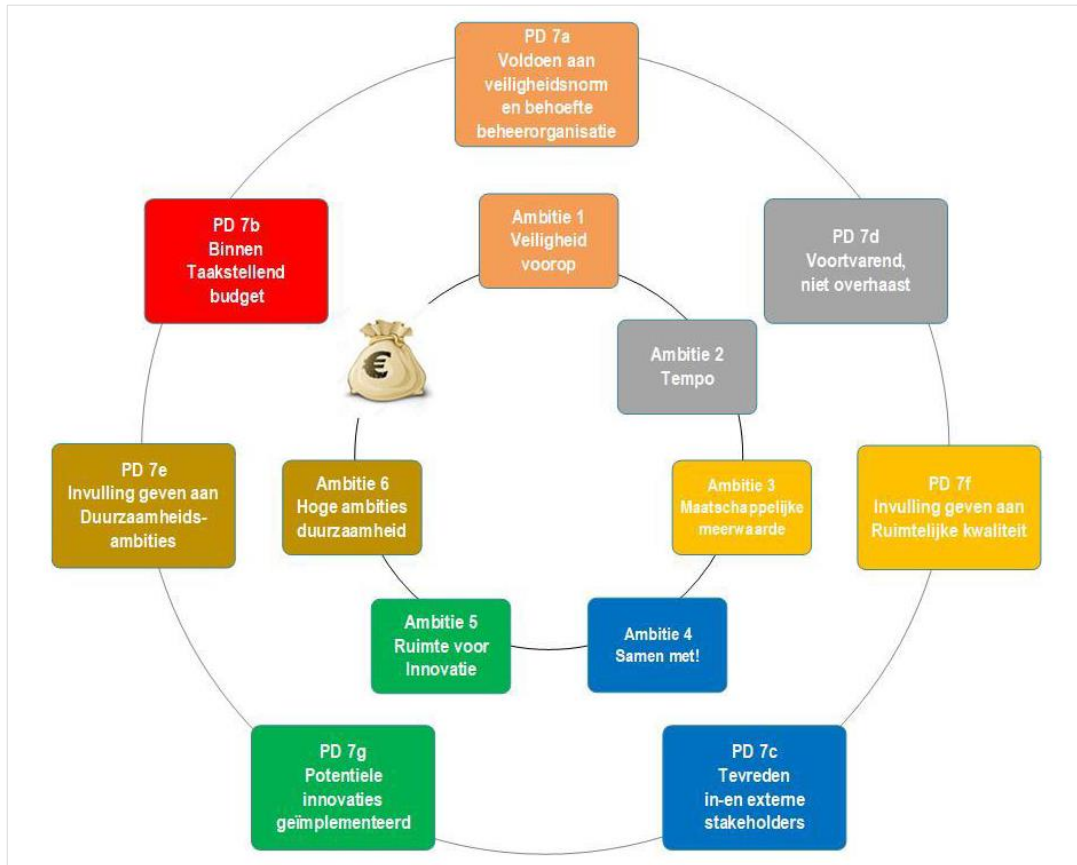 PD 7a
Voldoen aan
veiligheidsnorm
en behoefte
beheerorganisatie
PD 7b
Binnen
Taakstellend
budget
Ambitie 1
Veiligheid
voorop
PD 7d
Voortvarend,
niet overhaast
€
Ambitie 2
Tempo
PD 7e
Invulling geven aan
Duurzaamheids-
ambities
Ambitie 6
Hoge ambities
duurzaamheid
Ambitie 3
Maatschappelijke
meerwaarde
PD 7f
Invulling geven aan
Ruimtelijke kwaliteit
Ambitie 5
Ruimte voor
Innovatie
Ambitie 4
Samen met!
PD 7g
Potentiele
innovaties
geïmplementeerd
PD 7c
Tevreden
in-en externe
stakeholders